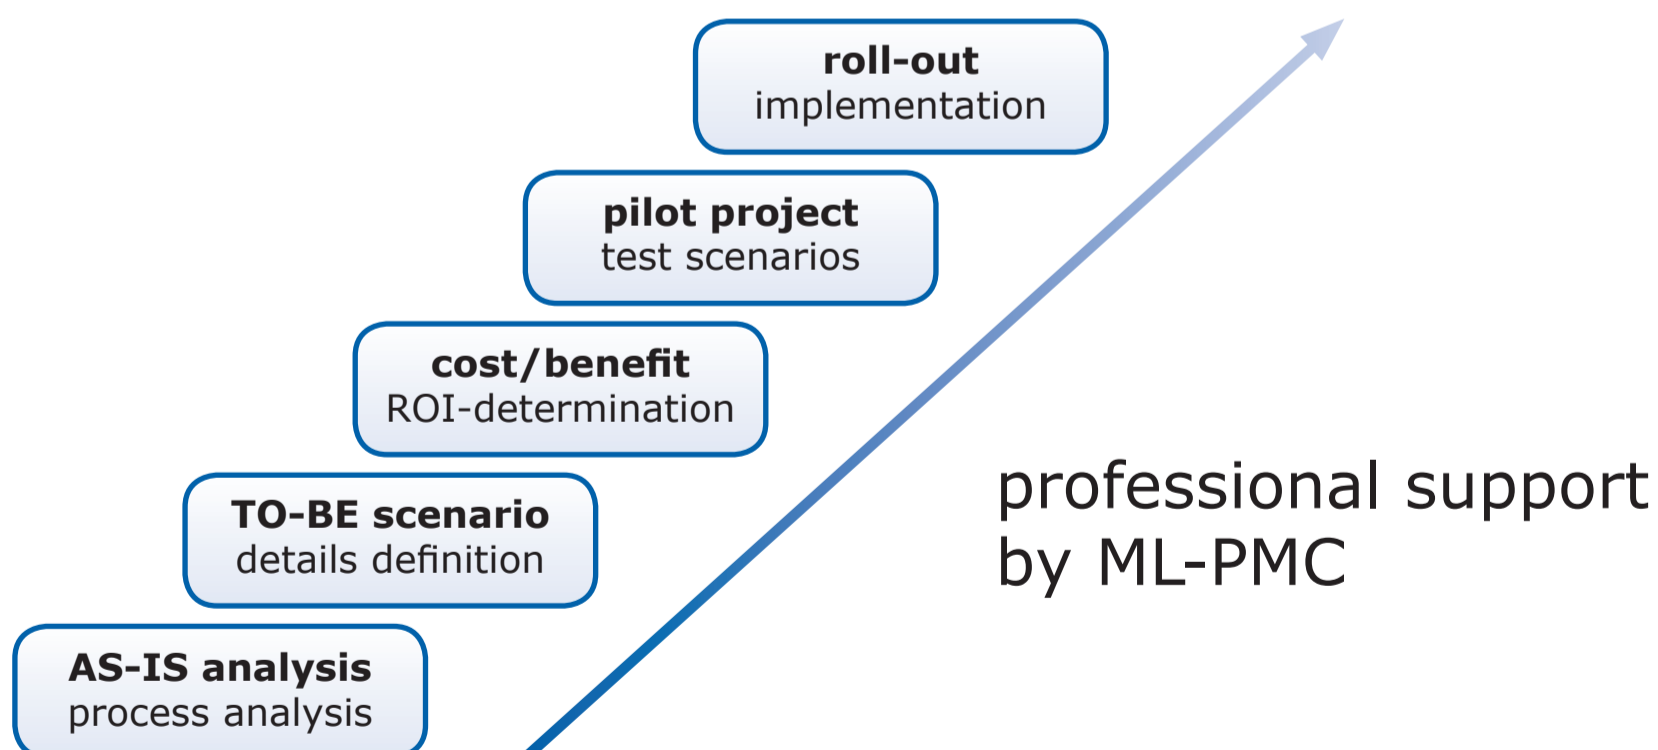 roll-out
implementation
pilot project
test scenarios
cost/benefit
ROI-determination
TO-BE scenario
details definition
AS-IS analysis
process analysis
professional support
by ML-PMC